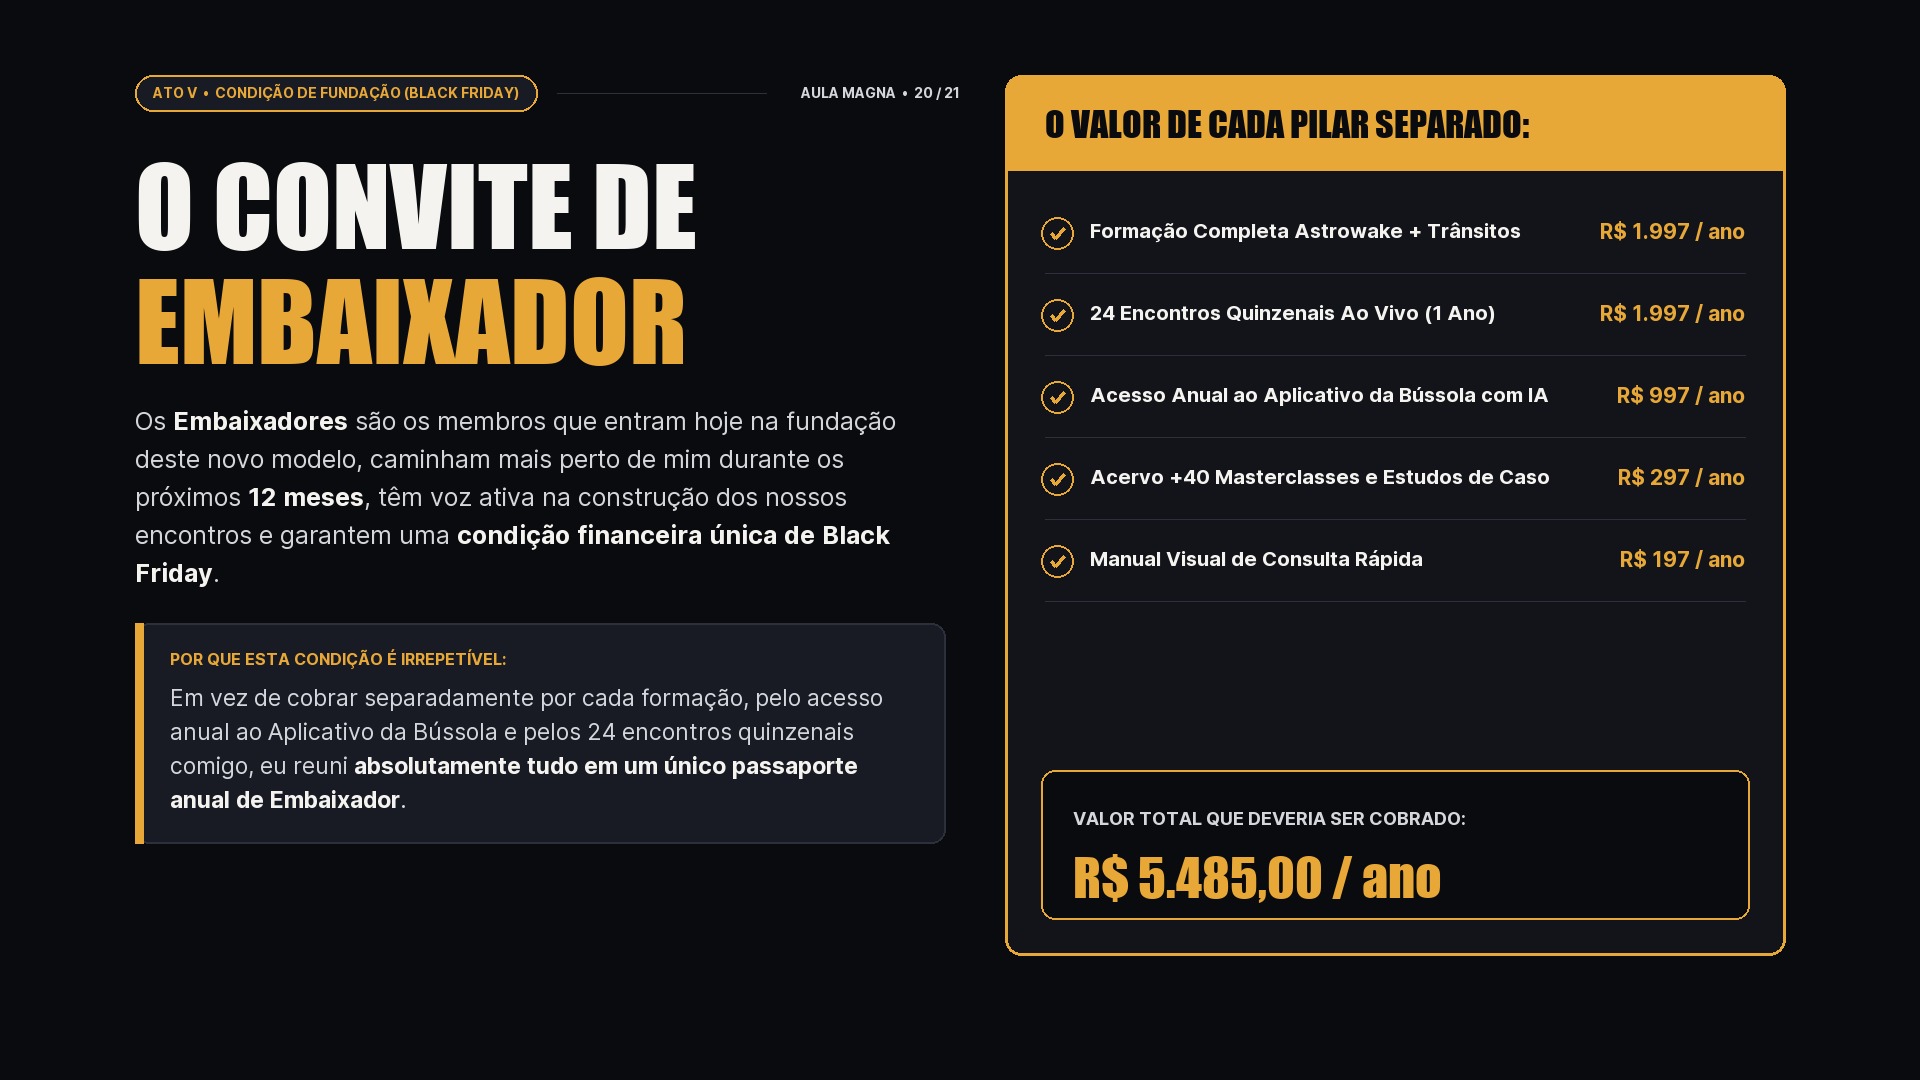 ATO V • CONDIÇÃO DE FUNDAÇÃO (BLACK FRIDAY)
AULA MAGNA • 20 / 21
O CONVITE DE
EMBAIXADOR
Os Embaixadores são os membros que entram hoje na fundação
deste novo modelo, caminham mais perto de mim durante os
próximos 12 meses, têm voz ativa na construção dos nossos
encontros e garantem uma condição financeira única de Black
Friday.
POR QUE ESTA CONDIÇÃO É IRREPETÍVEL:
Em vez de cobrar separadamente por cada formação, pelo acesso
anual ao Aplicativo da Bússola e pelos 24 encontros quinzenais
comigo, eu reuni absolutamente tudo em um único passaporte
anual de Embaixador.
O VALOR DE CADA PILAR SEPARADO:
Formação Completa Astrowake + Trânsitos R$ 1.997 / ano
24 Encontros Quinzenais Ao Vivo (1 Ano) R$ 1.997 / ano
Acesso Anual ao Aplicativo da Bússola com IA R$ 997 / ano
Acervo +40 Masterclasses e Estudos de Caso R$ 297 / ano
Manual Visual de Consulta Rápida R$ 197 / ano
VALOR TOTAL QUE DEVERIA SER COBRADO:
R$ 5.485,00 / ano